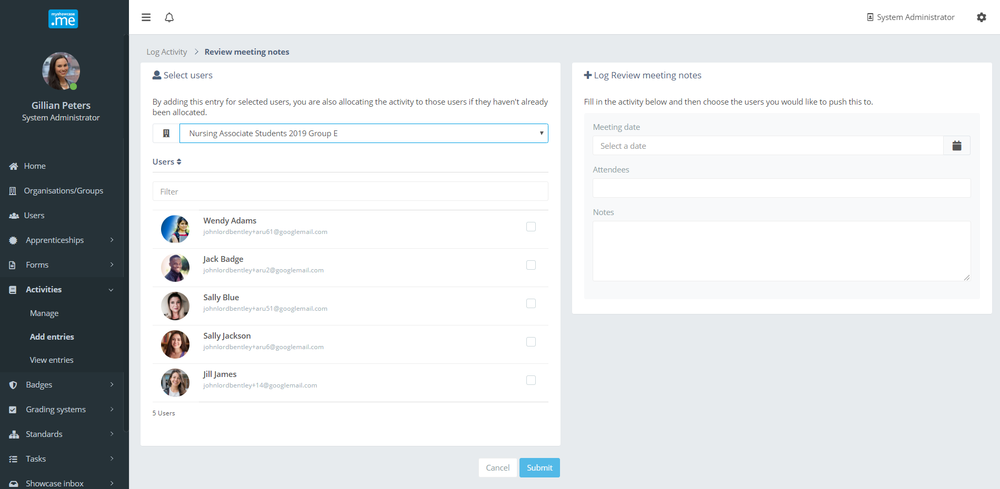 myshowcase
.me
System Administrator
Gillian Peters
System Administrator
Home
Organisations/Groups
Users
Apprenticeships
Forms
Activities
Manage
Add entries
View entries
Badges
Grading systems
Standards
Tasks
Showcase inbox
Log Activity
Review meeting notes
Select users
By adding this entry for selected users, you are also allocating the activity to those users if they haven't already
been allocated.
Nursing Associate Students 2019 Group E
Users
Filter
Wendy Adams
johnlordbentley+aru61@googlemail.com
Jack Badge
johnlordbentley+aru2@googlemail.com
Sally Blue
johnlordbentley+aru51@googlemail.com
Sally Jackson
johnlordbentley+aru6@googlemail.com
Jill James
johnlordbentley+14@googlemail.com
5 Users
Cancel
Submit
Log Review meeting notes
Fill in the activity below and then choose the users you would like to push this to.
Meeting date
Select a date
Attendees
Notes